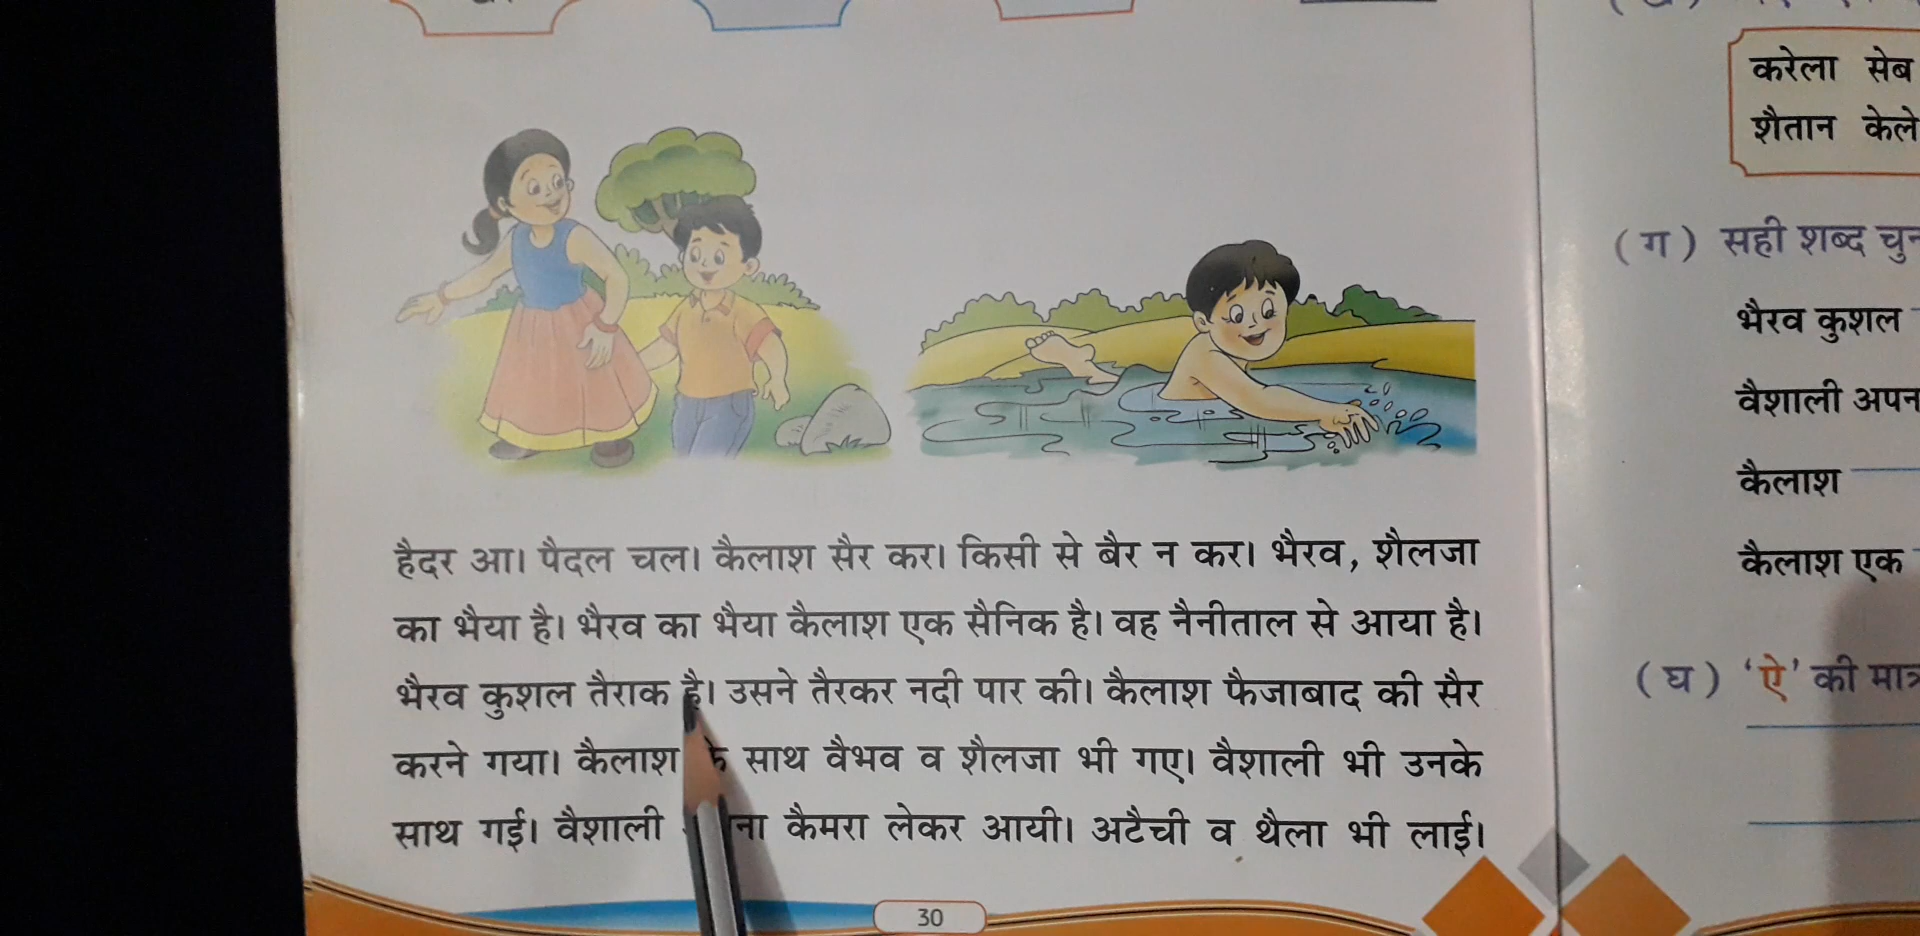 हैदर आ। पैदल चल। कैलाश सैर कर। किसी से बैर न कर। भैरव, शैलजा
का भैया है। भैरव का भैया कैलाश एक सैनिक है। वह नैनीताल से आया है।
भैरव कुशल तैराक है। उसने तैरकर नदी पार की। कैलाश फैजाबाद की सैर
करने गया। कैलाश के साथ वैभव व शैलजा भी गए। वैशाली भी उनके
साथ गई। वैशाली कैमरा लेकर आयी। अटैची व थैला भी लाई।
30
करेला सेब
शैतान केले
(ग) सही शब्द
भैरव कुशल
वैशाली
कैलाश
कैलाश एक
(घ) ‘ऐ’ की